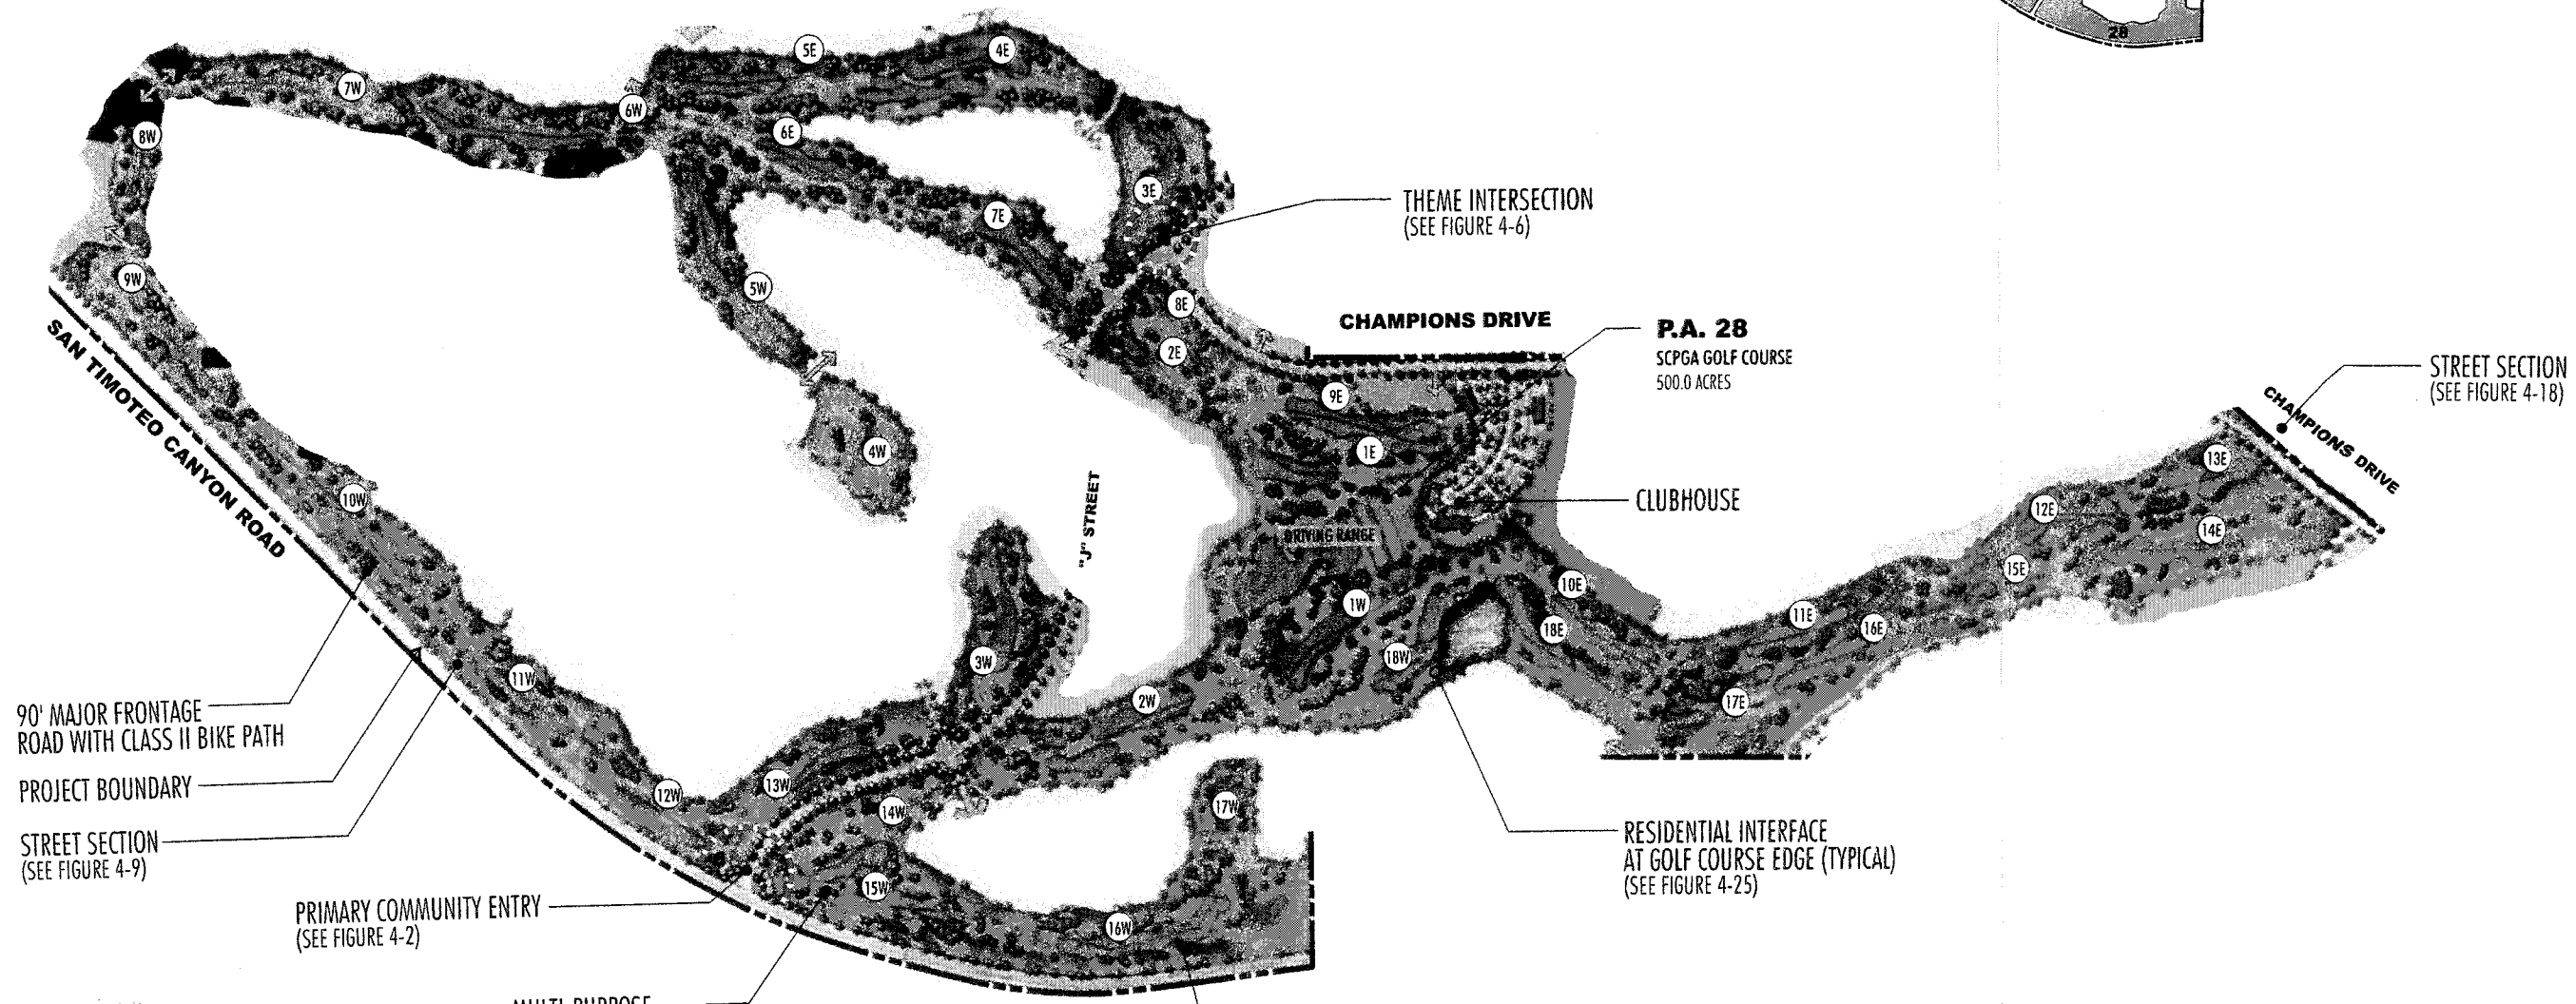 28
5E
4E
7W
6W
8W
6E
3E
THEME INTERSECTION
(SEE FIGURE 4-6)
7E
9W
5W
8E
CHAMPIONS DRIVE
P.A. 28
SCPGA GOLF COURSE
500.0 ACRES
2E
STREET SECTION
(SEE FIGURE 4-18)
SAN TIMOTEO CANYON ROAD
9E
CHAMPIONS DRIVE
4W
1E
13E
10W
"J" STREET
CLUBHOUSE
12E
14E
DRIVING RANGE
15E
10E
1W
11E
16E
18E
3W
18W
11W
2W
17E
90' MAJOR FRONTAGE
ROAD WITH CLASS II BIKE PATH
PROJECT BOUNDARY
13W
12W
14W
17W
STREET SECTION
(SEE FIGURE 4-9)
RESIDENTIAL INTERFACE
AT GOLF COURSE EDGE (TYPICAL)
(SEE FIGURE 4-25)
15W
PRIMARY COMMUNITY ENTRY
(SEE FIGURE 4-2)
16W
MULTI-PURPOSE